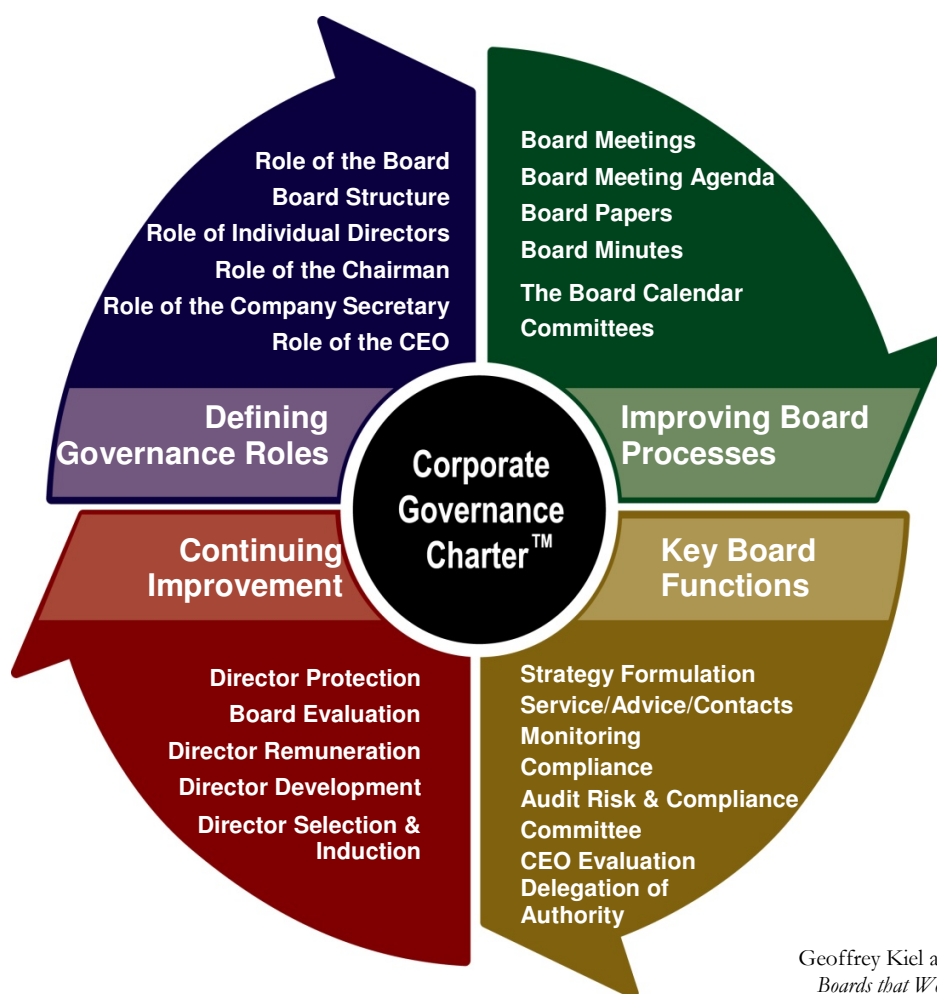 Role of the Board
Board Structure
Role of Individual Directors
Role of the Chairman
Role of the Company Secretary
Role of the CEO
Defining
Governance Roles
Board Meetings
Board Meeting Agenda
Board Papers
Board Minutes
The Board Calendar
Committees
Improving Board
Processes
Corporate
Governance
Charter™
Continuing
Improvement
Director Protection
Board Evaluation
Director Remuneration
Director Development
Director Selection &
Induction
Key Board
Functions
Strategy Formulation
Service/Advice/Contacts
Monitoring
Compliance
Audit Risk & Compliance
Committee
CEO Evaluation
Delegation of
Authority
Geoffrey Kiel
Boards that